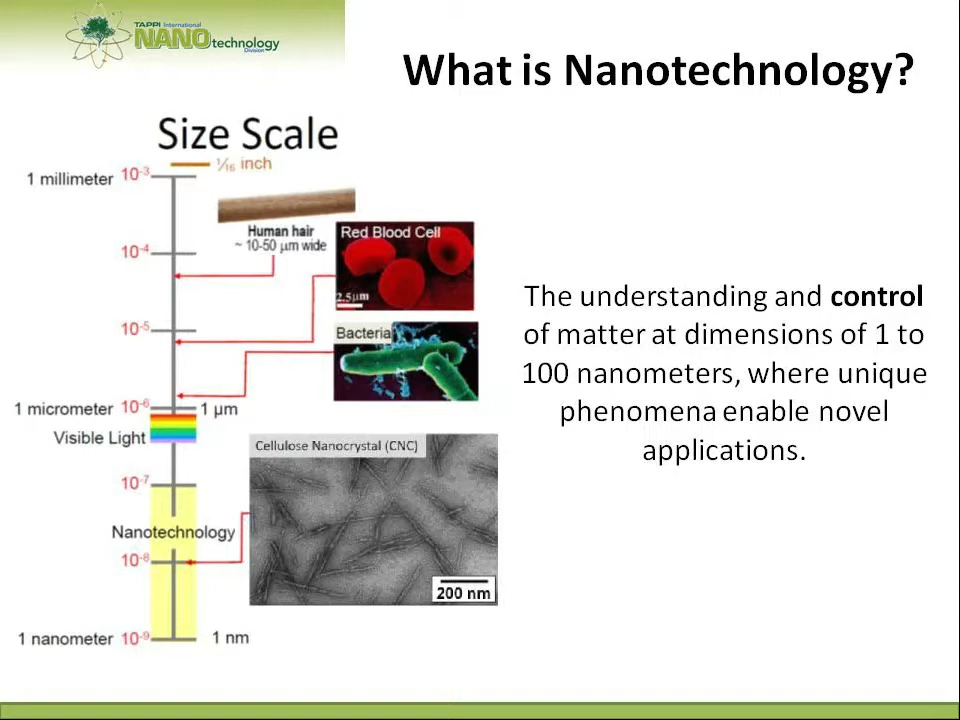 TAPPI International
NANOtechnology
Division
What is Nanotechnology?
Size Scale
1/16 inch
1 millimeter 10-3
Human hair
~ 10-50 μm wide
10-4
Red Blood Cell
2.5μm
10-5
Bacteria
1 micrometer 10-6 1 μm
Visible Light
Cellulose Nanocrystal (CNC)
10-7
Nanotechnology
10-8
200 nm
1 nanometer 10-9 1 nm
The understanding and control
of matter at dimensions of 1 to
100 nanometers, where unique
phenomena enable novel
applications.